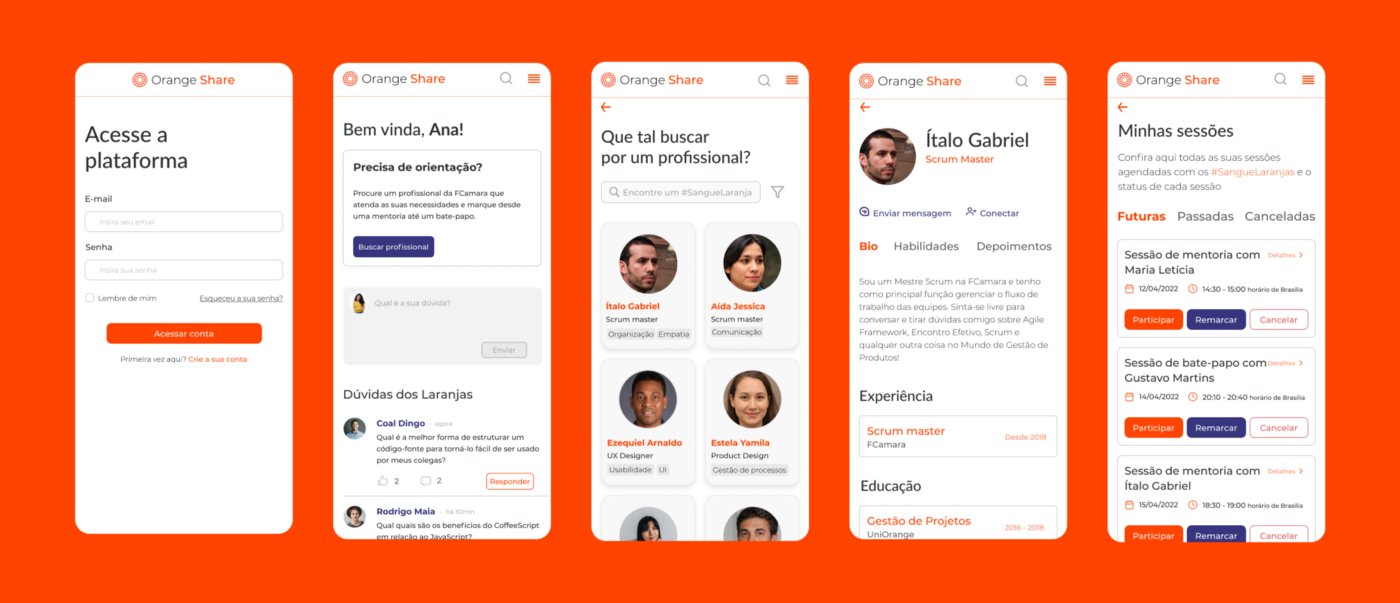 Orange Share
Acesse a
plataforma
E-mail
Insira seu email
Senha
Insira sua senha
Lembre de mim
Esqueceu a sua senha?
Acessar conta
Primeira vez aqui? Crie a sua conta
Orange Share
Bem vinda, Ana!
Precisa de orientação?
Procure um profissional da FCamara que
atenda as suas necessidades e marque desde
uma mentoria até um bate-papo.
Buscar profissional
Qual é a sua dúvida?
Enviar
Dúvidas dos Laranjas
Coal Dingo • agora
Qual é a melhor forma de estruturar um
código-fonte para torná-lo fácil de ser usado
por meus colegas?
2 2 Responder
Rodrigo Maia • há 30min
Qual quais são os benefícios do CoffeeScript
em relação ao JavaScript?
Orange Share
Que tal buscar
por um profissional?
Encontre um #SangueLaranja
Ítalo Gabriel
Scrum master
Organização Empatia
Aída Jessica
Scrum master
Comunicação
Ezequiel Arnaldo
UX Designer
Usabilidade UI
Estela Yamila
Product Design
Gestão de processos
Orange Share
Ítalo Gabriel
Scrum Master
Enviar mensagem Conectar
Bio Habilidades Depoimentos
Sou um Mestre Scrum na FCamara e tenho
como principal função gerenciar o fluxo de
trabalho das equipes. Sinta-se livre para
conversar e tirar dúvidas comigo sobre Agile
Framework, Encontro Efetivo, Scrum e
qualquer outra coisa no Mundo de Gestão de
Produtos!
Experiência
Scrum master
FCamara
Desde 2018
Educação
Gestão de Projetos
UniOrange
2016 - 2018
Orange Share
Minhas sessões
Confira aqui todas as suas sessões
agendadas com os #SangueLaranjas e o
status de cada sessão
Futuras Passadas Canceladas
Sessão de mentoria com
Maria Letícia
Detalhes
12/04/2022 14:30 - 15:00 horário de Brasília
Participar Remarcar Cancelar
Sessão de bate-papo com
Gustavo Martins
Detalhes
14/04/2022 20:10 - 20:40 horário de Brasília
Participar Remarcar Cancelar
Sessão de mentoria com
Ítalo Gabriel
Detalhes
15/04/2022 18:30 - 19:00 horário de Brasília
Participar Remarcar Cancelar